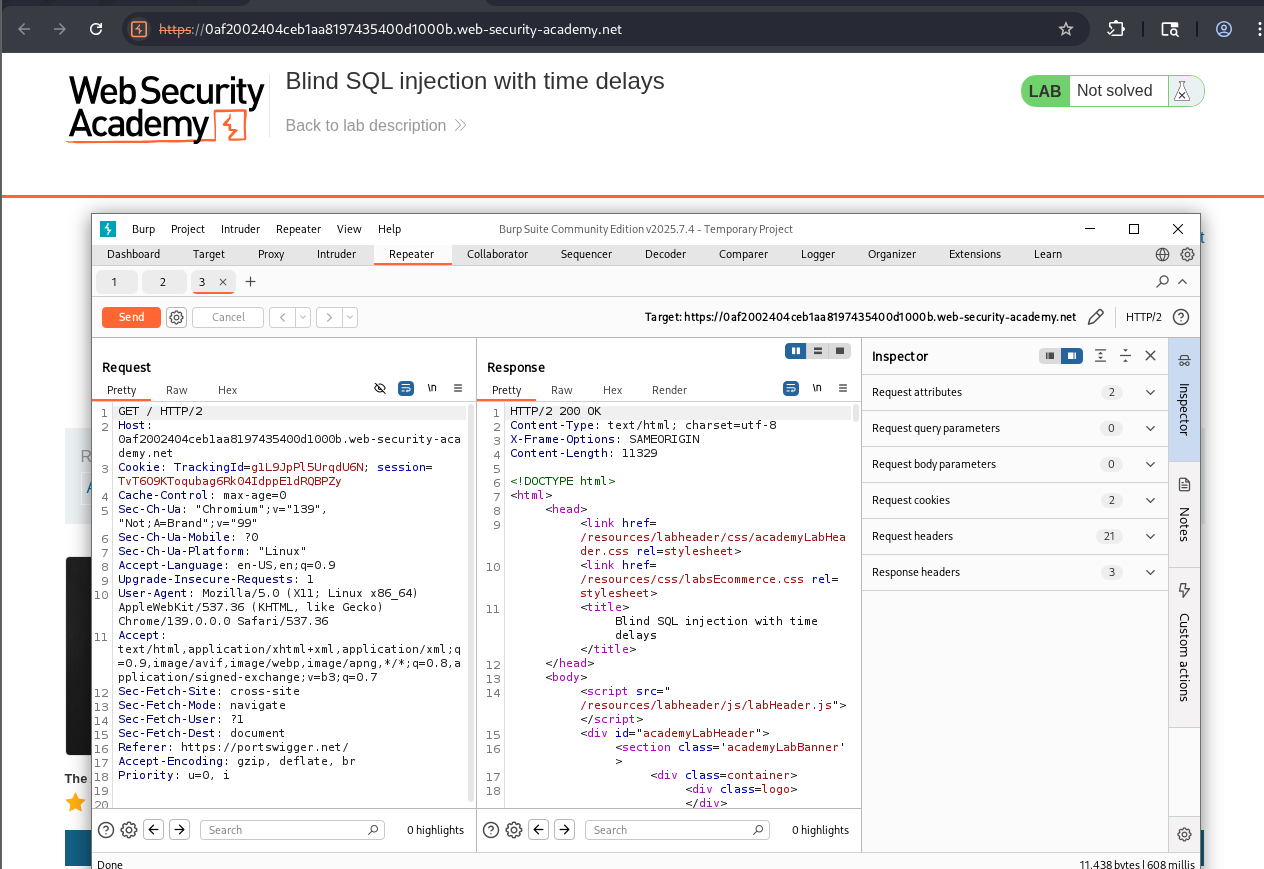 https://0af2002404ceb1aa8197435400d1000b.web-security-academy.net
Web Security
Academy
Blind SQL injection with time delays
Back to lab description
LAB
Not solved
Burp Project Intruder Repeater View Help
Burp Suite Community Edition v2025.7.4 - Temporary Project
Dashboard Target Proxy Intruder Repeater Collaborator Sequencer Decoder Comparer Logger Organizer Extensions Learn
1 2 3 × +
Send
Cancel
Target: https://0af2002404ceb1aa8197435400d1000b.web-security-academy.net
HTTP/2
Request
Pretty Raw Hex
\n
1 GET / HTTP/2
2 Host:
0af2002404ceb1aa8197435400d1000b.web-security-aca
demy.net
3 Cookie: TrackingId=g1L9JpPl5UrqdU6N; session=
TvT6O9KToqubag6Rk04IdppE1dRQBPZy
4 Cache-Control: max-age=0
5 Sec-Ch-Ua: "Chromium";v="139",
"Not;A=Brand";v="99"
6 Sec-Ch-Ua-Mobile: ?0
7 Sec-Ch-Ua-Platform: "Linux"
8 Accept-Language: en-US,en;q=0.9
9 Upgrade-Insecure-Requests: 1
10 User-Agent: Mozilla/5.0 (X11; Linux x86_64)
AppleWebKit/537.36 (KHTML, like Gecko)
Chrome/139.0.0.0 Safari/537.36
11 Accept:
text/html,application/xhtml+xml,application/xml;q
=0.9,image/avif,image/webp,image/apng,*/*;q=0.8,a
pplication/signed-exchange;v=b3;q=0.7
12 Sec-Fetch-Site: cross-site
13 Sec-Fetch-Mode: navigate
14 Sec-Fetch-User: ?1
15 Sec-Fetch-Dest: document
16 Referer: https://portswigger.net/
17 Accept-Encoding: gzip, deflate, br
18 Priority: u=0, i
19
20
Search
0 highlights
Response
Pretty Raw Hex Render
\n
1 HTTP/2 200 OK
2 Content-Type: text/html; charset=utf-8
3 X-Frame-Options: SAMEORIGIN
4 Content-Length: 11329
5
6 <!DOCTYPE html>
7 <html>
8 <head>
9 <link href=
/resources/labheader/css/academyLabHea
der.css rel=stylesheet>
10 <link href=
/resources/css/labsEcommerce.css rel=
stylesheet>
11 <title>
Blind SQL injection with time
delays
</title>
12 </head>
13 <body>
14 <script src="
/resources/labheader/js/labHeader.js">
</script>
15 <div id="academyLabHeader">
16 <section class='academyLabBanner'
>
17 <div class=container>
18 <div class=logo>
</div>
Search
0 highlights
Inspector
Request attributes 2
Request query parameters 0
Request body parameters 0
Request cookies 2
Request headers 21
Response headers 3
Inspector
Notes
Custom actions
The
Done
11,438 bytes | 608 millis